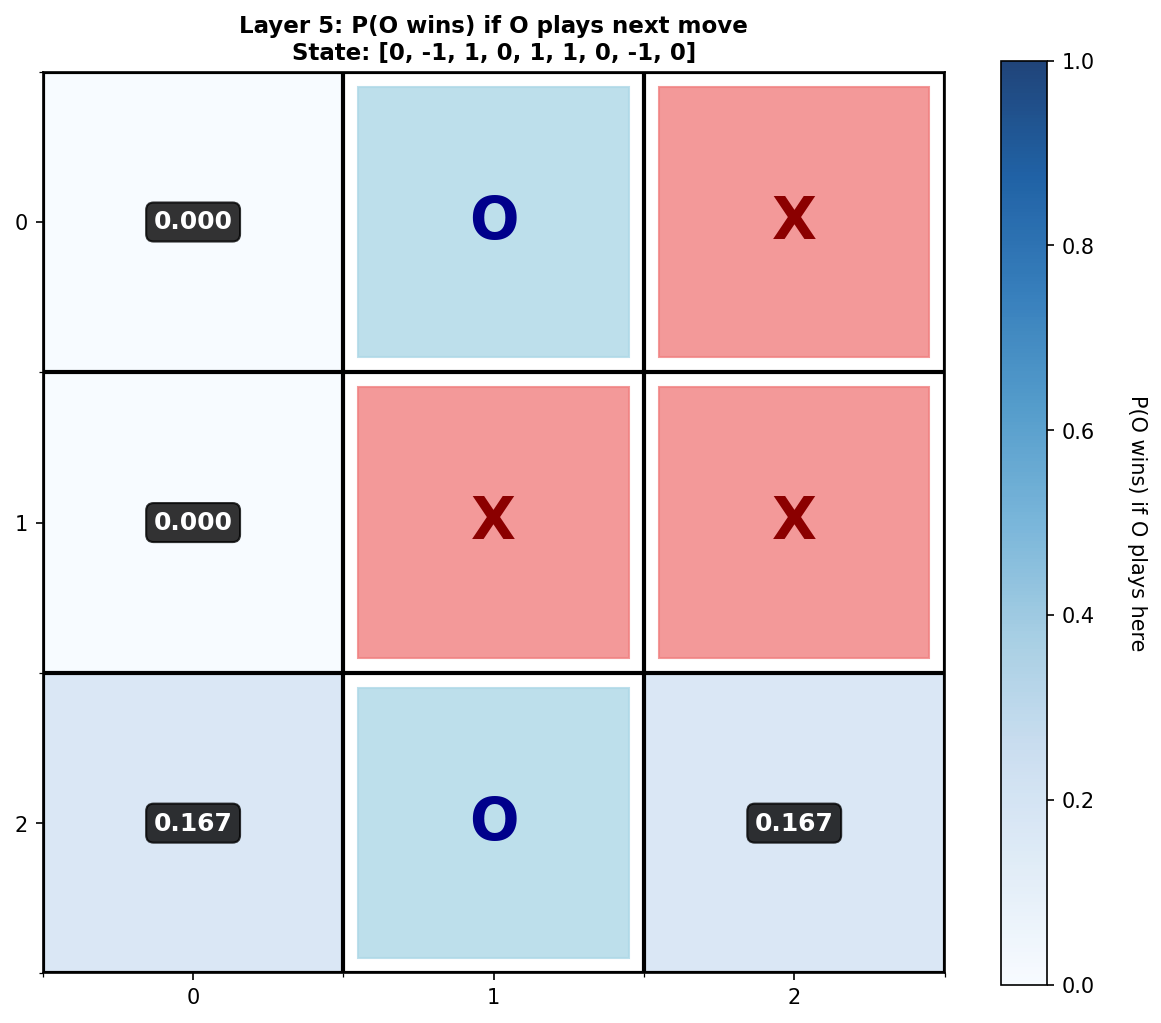 Layer 5: P(O wins) if O plays next move
State: [0, -1, 1, 0, 1, 1, 0, -1, 0]
0
0.000
O
X
1
0.000
X
X
2
0.167
O
0.167
0
1
2
1.0
0.8
0.6
0.4
0.2
0.0
P(O wins) if O plays here